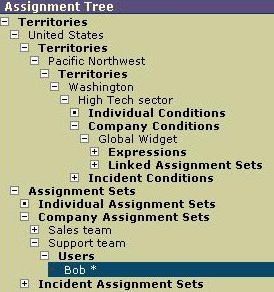 Assignment Tree
Territories
United States
Territories
Pacific Northwest
Territories
Washington
High Tech sector
Individual Conditions
Company Conditions
Global Widget
Expressions
Linked Assignment Sets
Incident Conditions
Assignment Sets
Individual Assignment Sets
Company Assignment Sets
Sales team
Support team
Users
Bob *
Incident Assignment Sets